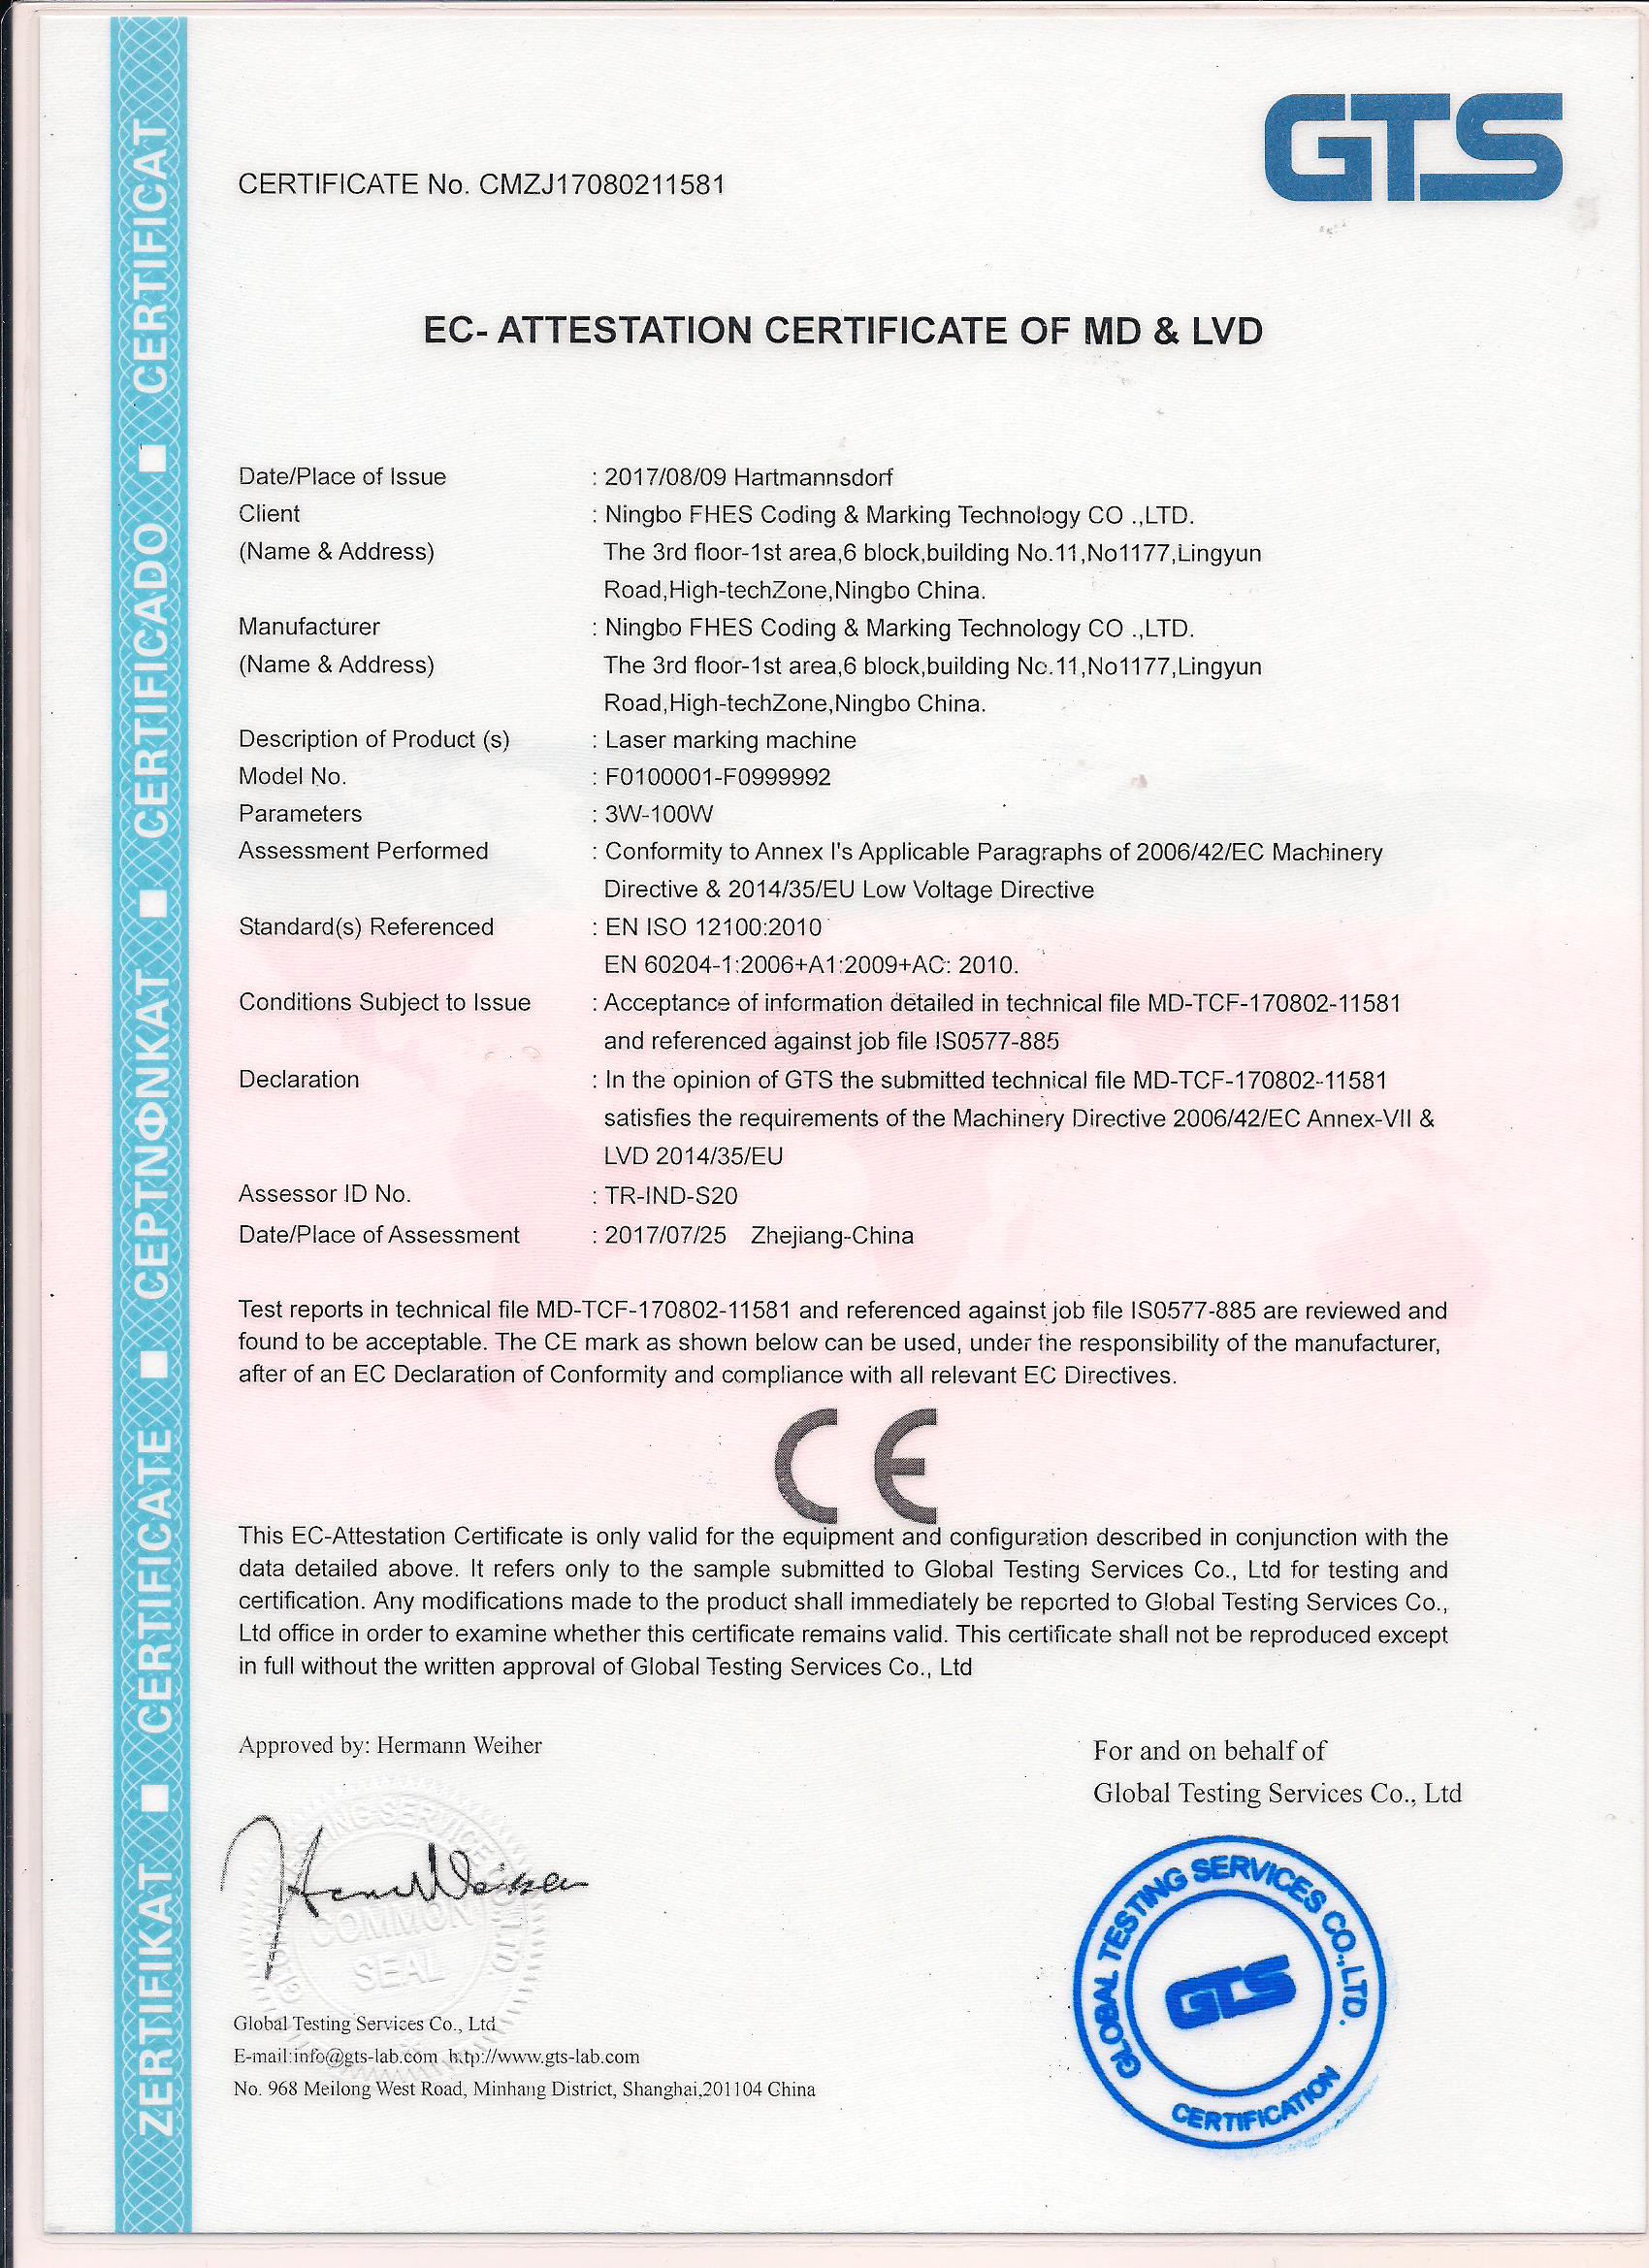 GTS
CERTIFICATE No. CMZJ17080211581
EC- ATTESTATION CERTIFICATE OF MD & LVD
Date/Place of Issue : 2017/08/09 Hartmannsdorf
Client : Ningbo FHES Coding & Marking Technology CO .,LTD.
(Name & Address) The 3rd floor-1st area,6 block,building No.11,No1177,Lingyun
Road,High-techZone,Ningbo China.
Manufacturer : Ningbo FHES Coding & Marking Technology CO .,LTD.
(Name & Address) The 3rd floor-1st area,6 block,building No.11,No1177,Lingyun
Road,High-techZone,Ningbo China.
Description of Product (s) : Laser marking machine
Model No. : F0100001-F0999992
Parameters : 3W-100W
Assessment Performed : Conformity to Annex I's Applicable Paragraphs of 2006/42/EC Machinery
Directive & 2014/35/EU Low Voltage Directive
Standard(s) Referenced : EN ISO 12100:2010
EN 60204-1:2006+A1:2009+AC: 2010.
Conditions Subject to Issue : Acceptance of information detailed in technical file MD-TCF-170802-11581
and referenced against job file IS0577-885
Declaration : In the opinion of GTS the submitted technical file MD-TCF-170802-11581
satisfies the requirements of the Machinery Directive 2006/42/EC Annex-VII &
LVD 2014/35/EU
Assessor ID No. : TR-IND-S20
Date/Place of Assessment : 2017/07/25 Zhejiang-China
Test reports in technical file MD-TCF-170802-11581 and referenced against job file IS0577-885 are reviewed and
found to be acceptable. The CE mark as shown below can be used, under the responsibility of the manufacturer,
after of an EC Declaration of Conformity and compliance with all relevant EC Directives.
CE
This EC-Attestation Certificate is only valid for the equipment and configuration described in conjunction with the
data detailed above. It refers only to the sample submitted to Global Testing Services Co., Ltd for testing and
certification. Any modifications made to the product shall immediately be reported to Global Testing Services Co.,
Ltd office in order to examine whether this certificate remains valid. This certificate shall not be reproduced except
in full without the written approval of Global Testing Services Co., Ltd
Approved by: Hermann Weiher
For and on behalf of
Global Testing Services Co., Ltd
COMMON
SEAL
GLOBAL TESTING SERVICES CO.,LTD.
GTS
CERTIFICATION
Global Testing Services Co., Ltd
E-mail:info@gts-lab.com http://www.gts-lab.com
No. 968 Meilong West Road, Minhang District, Shanghai,201104 China
ZERTIFIKAT ■ CERTIFICATE ■ CEPTNФNKAT ■ CERTIFICADO ■ CERTIFICAT